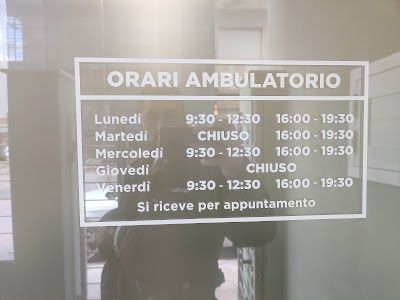 ORARI AMBULATORIO
Lunedì 9:30 - 12:30 16:00 - 19:30
Martedì CHIUSO 16:00 - 19:30
Mercoledì 9:30 - 12:30 16:00 - 19:30
Giovedì CHIUSO
Venerdì 9:30 - 12:30 16:00 - 19:30
Si riceve per appuntamento